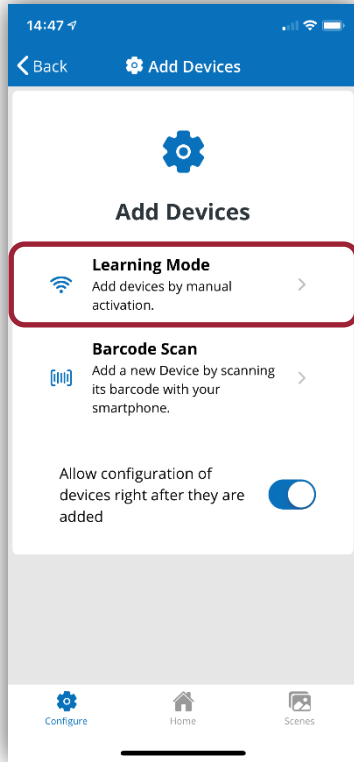 14:47
Back
Add Devices
Add Devices
Learning Mode
Add devices by manual
activation.
Barcode Scan
Add a new Device by scanning
its barcode with your
smartphone.
Allow configuration of
devices right after they are
added
Configure
Home
Scenes